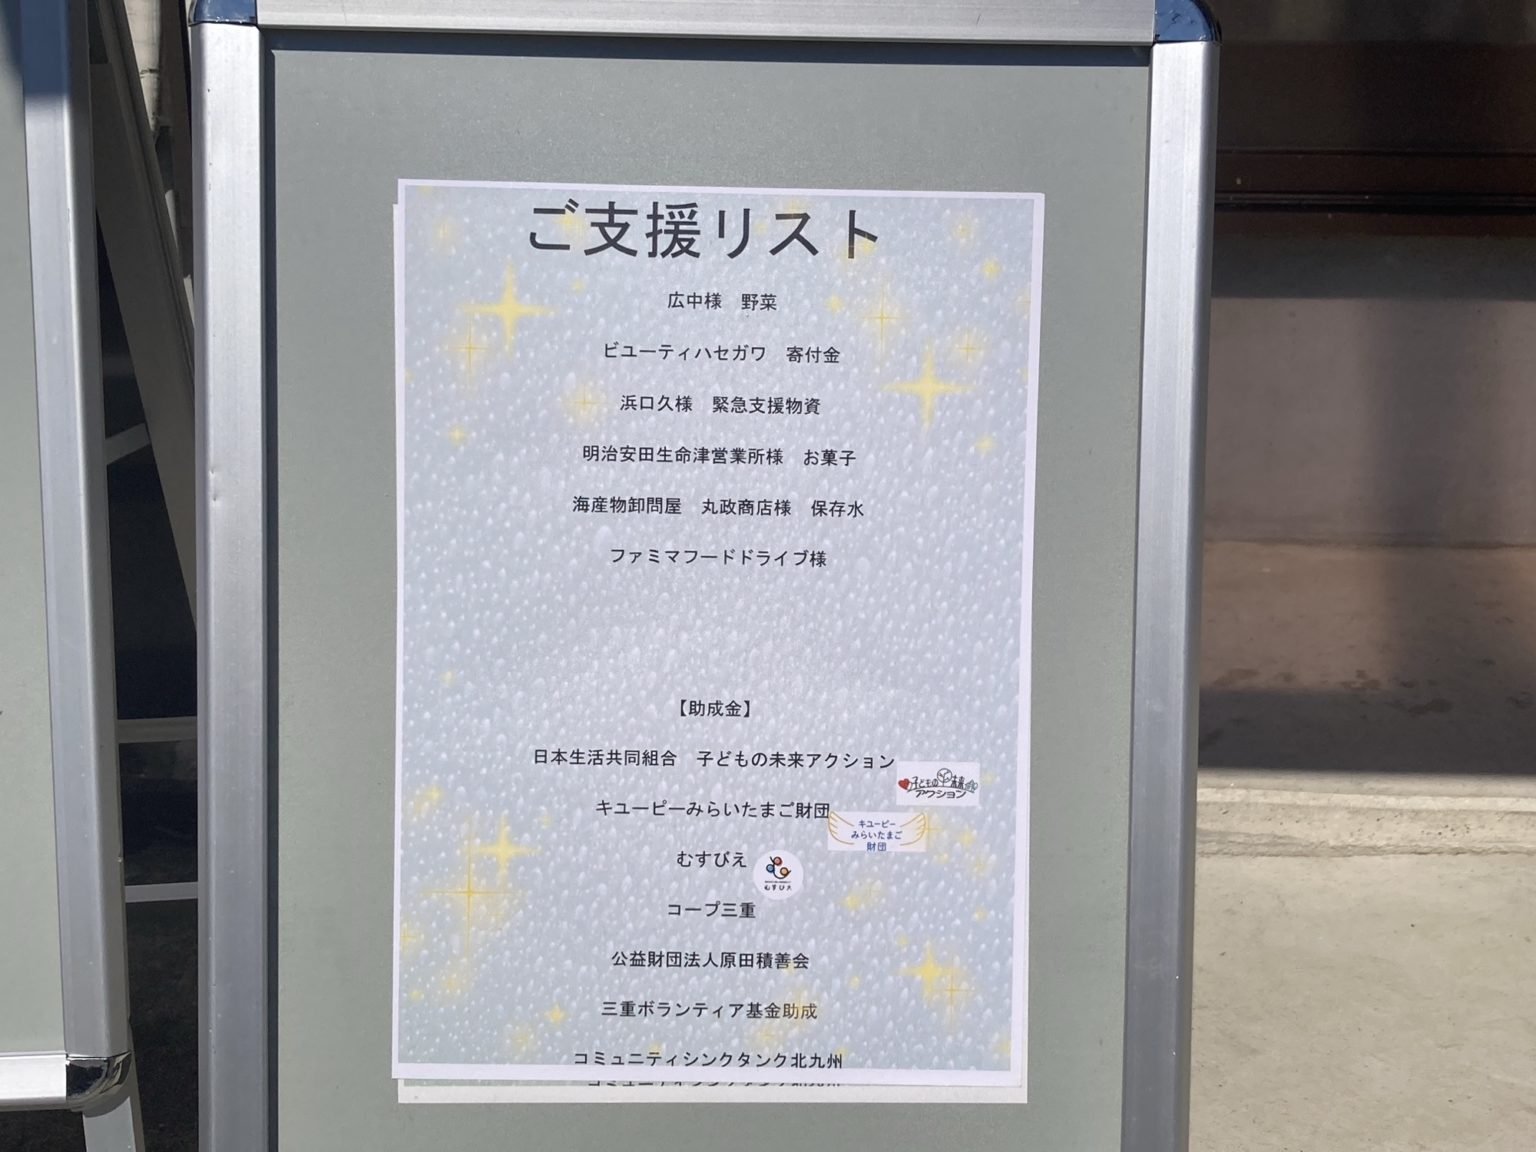 ご支援リスト
広中様　野菜
ビューティハセガワ　寄付金
浜口久様　緊急支援物資
明治安田生命津営業所様　お菓子
海産物卸問屋　丸政商店様　保存水
ファミマフードドライブ様
【助成金】
日本生活共同組合　子どもの未来アクション
子どもの未来
アクション
キューピーみらいたまご財団
キユーピー
みらいたまご
財団
むすびえ
むすびえ
コープ三重
公益財団法人原田積善会
三重ボランティア基金助成
コミュニティシンクタンク北九州